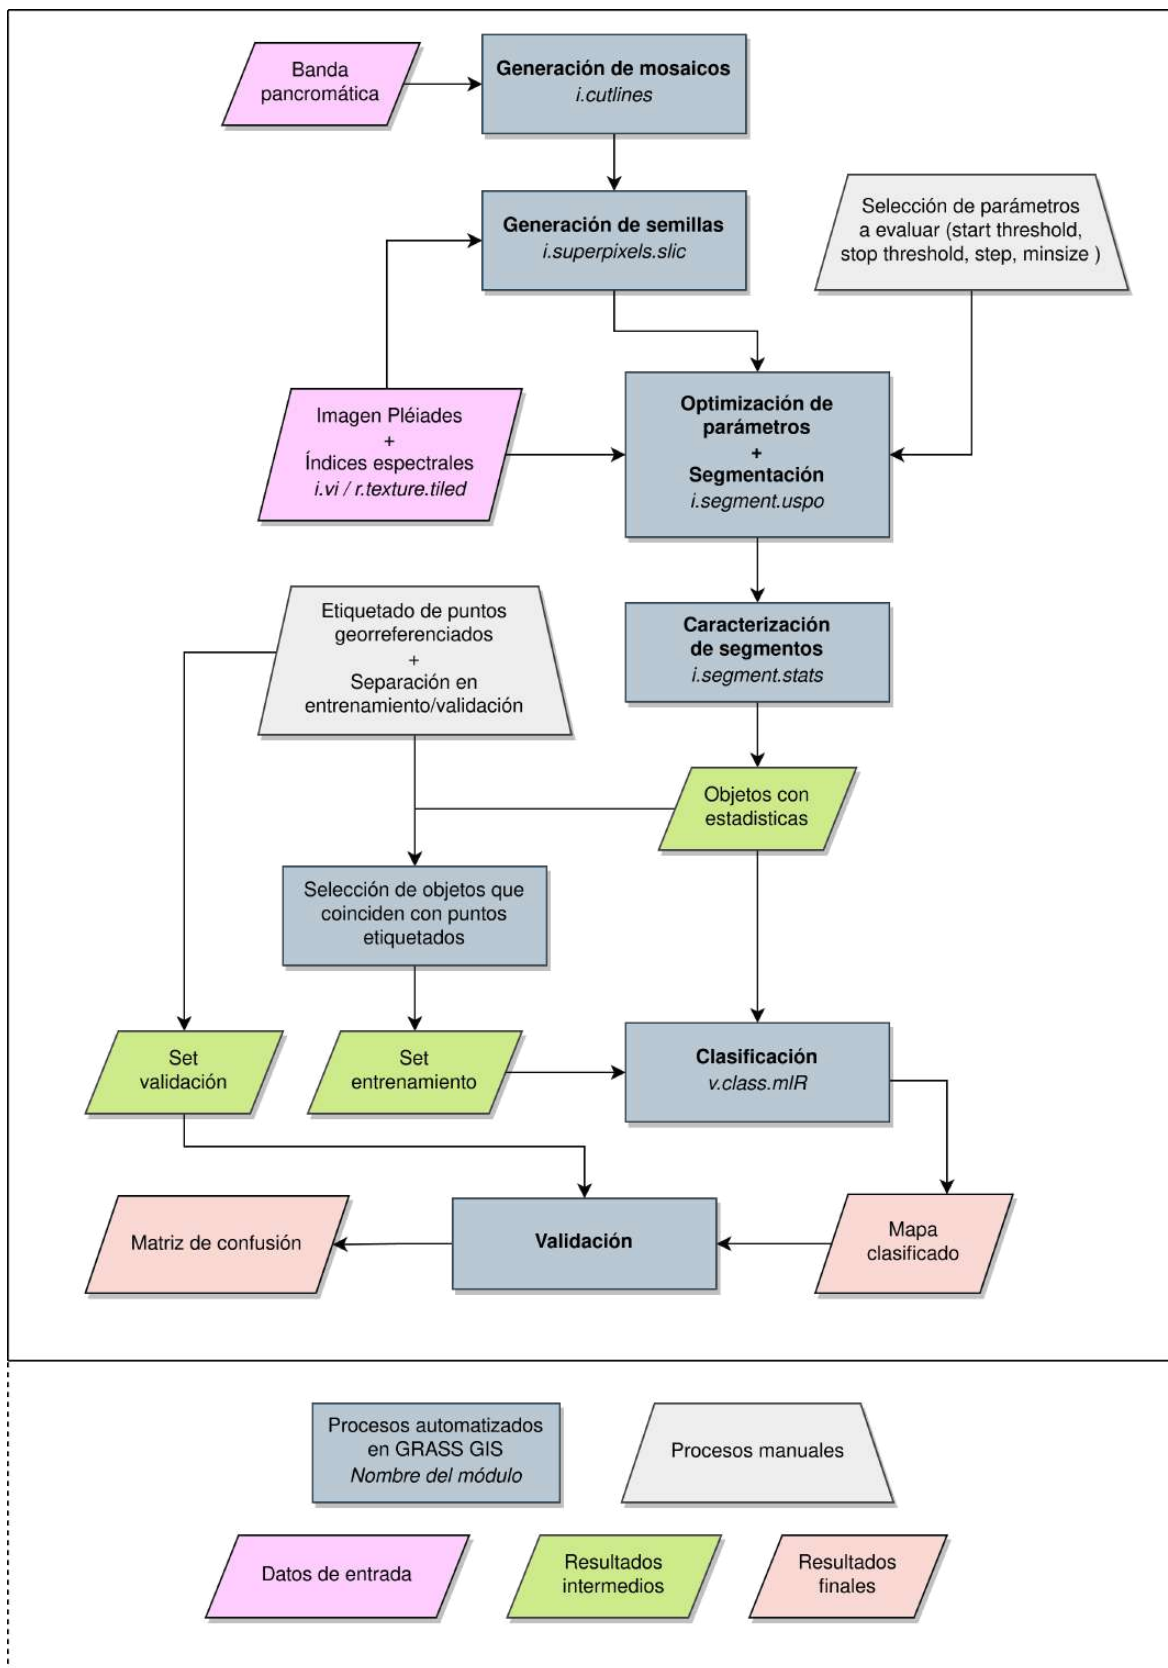 Banda
pancromática
Generación de mosaicos
i.cutlines
Generación de semillas
i.superpixels.slic
Selección de parámetros
a evaluar (start threshold,
stop threshold, step, minsize )
Imagen Pléiades
+
Índices espectrales
i.vi / r.texture.tiled
Optimización de
parámetros
+
Segmentación
i.segment.uspo
Etiquetado de puntos
georreferenciados
+
Separación en
entrenamiento/validación
Caracterización
de segmentos
i.segment.stats
Objetos con
estadisticas
Selección de objetos que
coinciden con puntos
etiquetados
Set
validación
Set
entrenamiento
Clasificación
v.class.mlR
Matriz de confusión
Validación
Mapa
clasificado
Procesos automatizados
en GRASS GIS
Nombre del módulo
Procesos manuales
Datos de entrada
Resultados
intermedios
Resultados
finales